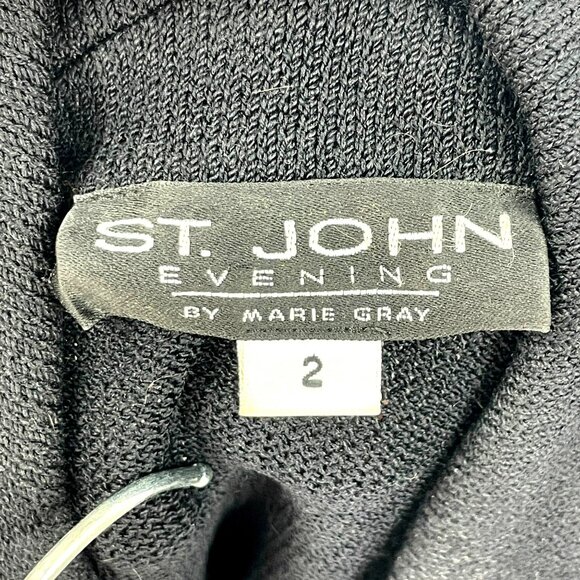 ST. JOHN
EVENING
BY MARIE GRAY
2